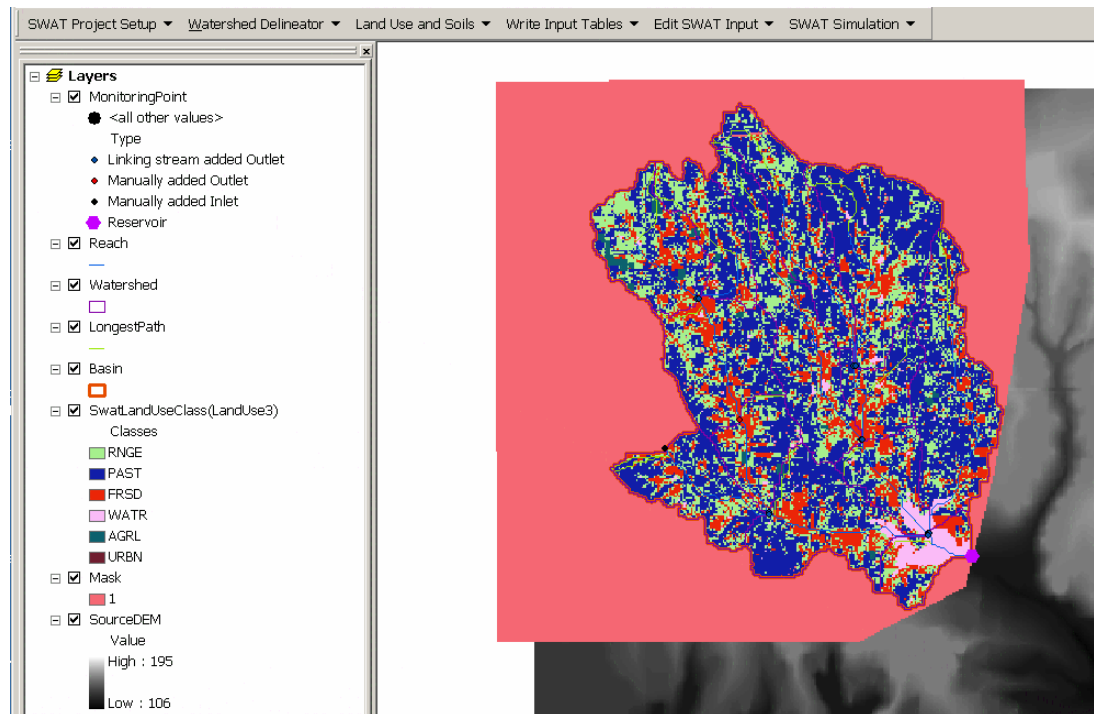 SWAT Project Setup Watershed Delineator Land Use and Soils Write Input Tables Edit SWAT Input SWAT Simulation
Layers
MonitoringPoint
<all other values>
Type
Linking stream added Outlet
Manually added Outlet
Manually added Inlet
Reservoir
Reach
Watershed
LongestPath
Basin
SwatLandUseClass(LandUse3)
Classes
RNGE
PAST
FRSD
WATR
AGRL
URBN
Mask
1
SourceDEM
Value
High : 195
Low : 106